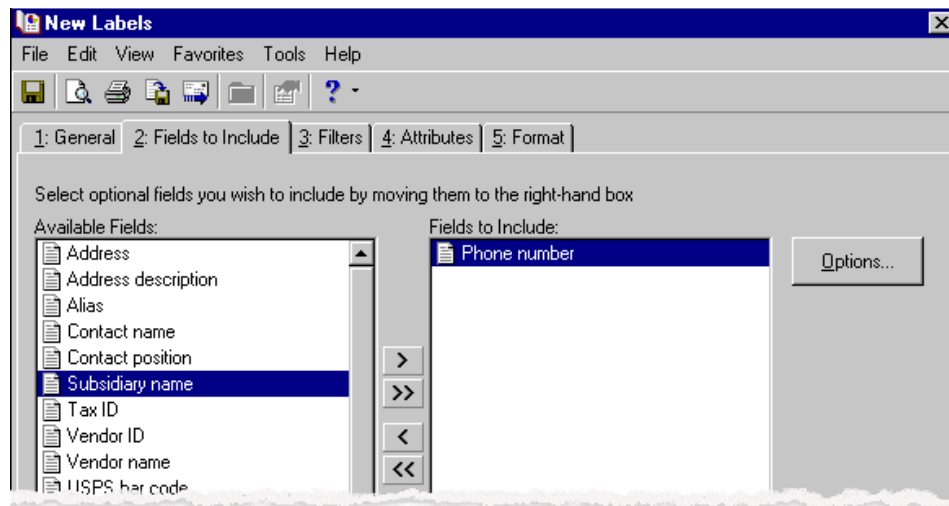 New Labels
File Edit View Favorites Tools Help
1: General 2: Fields to Include 3: Filters 4: Attributes 5: Format
Select optional fields you wish to include by moving them to the right-hand box
Available Fields:
Fields to Include:
Address
Address description
Alias
Contact name
Contact position
Subsidiary name
Tax ID
Vendor ID
Vendor name
USPS bar code
>
>>
<
<<
Phone number
Options...